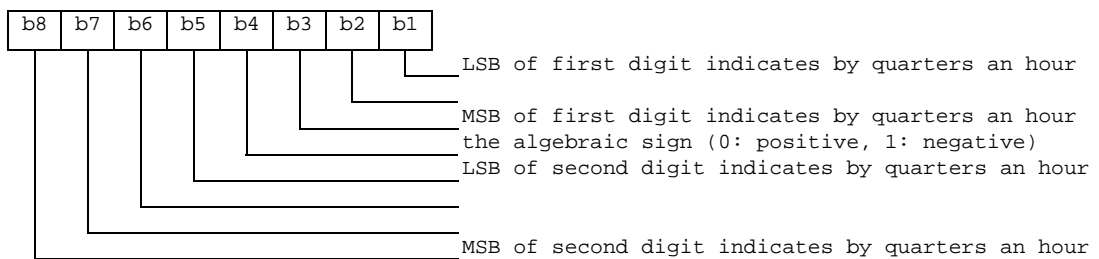 b8 b7 b6 b5 b4 b3 b2 b1
LSB of first digit indicates by quarters an hour
MSB of first digit indicates by quarters an hour
the algebraic sign (0: positive, 1: negative)
LSB of second digit indicates by quarters an hour
MSB of second digit indicates by quarters an hour